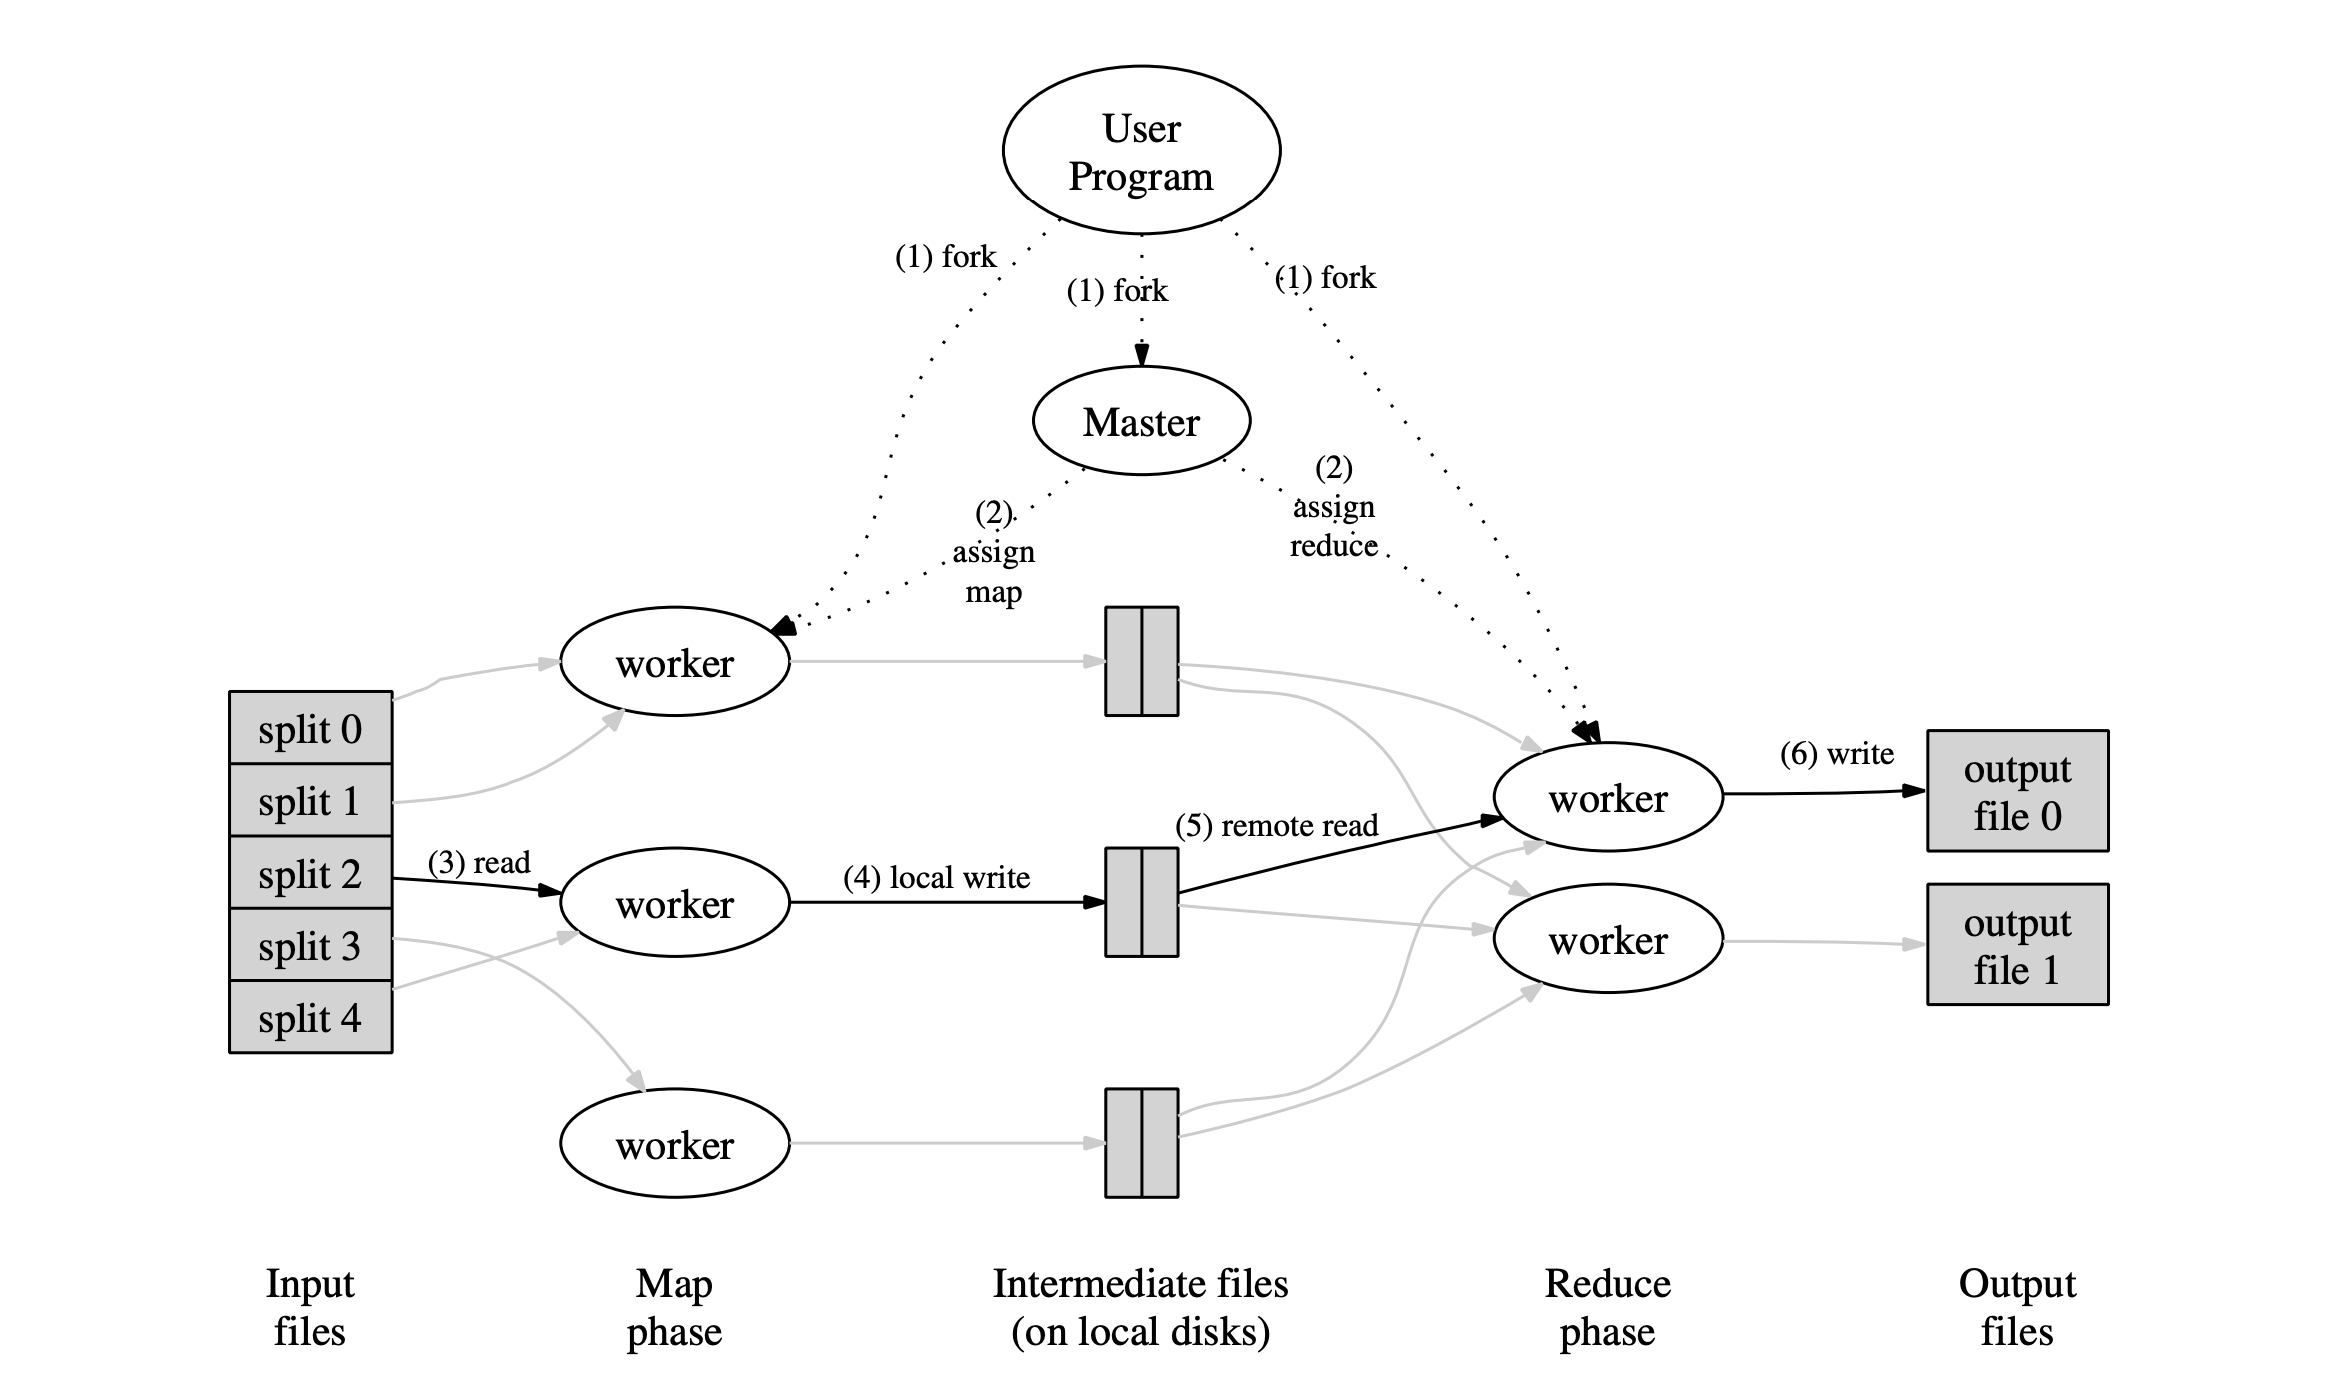 User
Program
(1) fork
(1) fork
(1) fork
Master
(2)
assign
map
(2)
assign
reduce
split 0
split 1
split 2
split 3
split 4
(3) read
worker
worker
worker
(4) local write
(5) remote read
worker
worker
(6) write
output
file 0
output
file 1
Input
files
Map
phase
Intermediate files
(on local disks)
Reduce
phase
Output
files